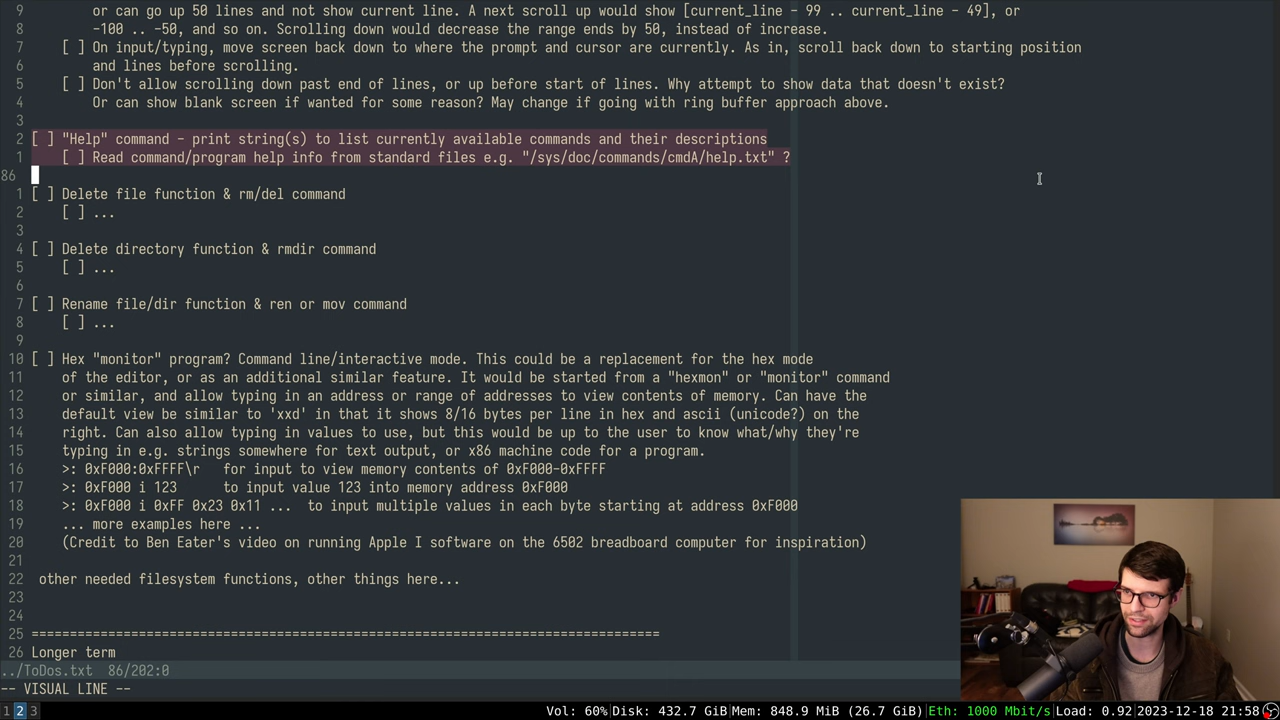 9 or can go up 50 lines and not show current line. A next scroll up would show [current_line - 99 .. current_line - 49], or
8 -100 .. -50, and so on. Scrolling down would decrease the range ends by 50, instead of increase.
7 [ ] On input/typing, move screen back down to where the prompt and cursor are currently. As in, scroll back down to starting position
6 and lines before scrolling.
5 [ ] Don't allow scrolling down past end of lines, or up before start of lines. Why attempt to show data that doesn't exist?
4 Or can show blank screen if wanted for some reason? May change if going with ring buffer approach above.
3
2 [ ] "Help" command - print string(s) to list currently available commands and their descriptions
1 [ ] Read command/program help info from standard files e.g. "/sys/doc/commands/cmdA/help.txt" ?
86
1 [ ] Delete file function & rm/del command
2 [ ] ...
3
4 [ ] Delete directory function & rmdir command
5 [ ] ...
6
7 [ ] Rename file/dir function & ren or mov command
8 [ ] ...
9
10 [ ] Hex "monitor" program? Command line/interactive mode. This could be a replacement for the hex mode
11 of the editor, or as an additional similar feature. It would be started from a "hexmon" or "monitor" command
12 or similar, and allow typing in an address or range of addresses to view contents of memory. Can have the
13 default view be similar to 'xxd' in that it shows 8/16 bytes per line in hex and ascii (unicode?) on the
14 right. Can also allow typing in values to use, but this would be up to the user to know what/why they're
15 typing in e.g. strings somewhere for text output, or x86 machine code for a program.
16 >: 0xF000:0xFFFF\r for input to view memory contents of 0xF000-0xFFFF
17 >: 0xF000 i 123 to input value 123 into memory address 0xF000
18 >: 0xF000 i 0xFF 0x23 0x11 ... to input multiple values in each byte starting at address 0xF000
19 ... more examples here ...
20 (Credit to Ben Eater's video on running Apple I software on the 6502 breadboard computer for inspiration)
21
22 other needed filesystem functions, other things here...
23
24
25 =================================================================================
26 Longer term
../ToDos.txt 86/202:0
-- VISUAL LINE --
1 2 3 Vol: 60%|Disk: 432.7 GiB|Mem: 848.9 MiB (26.7 GiB)|Eth: 1000 Mbit/s|Load: 0.92|2023-12-18 21:58